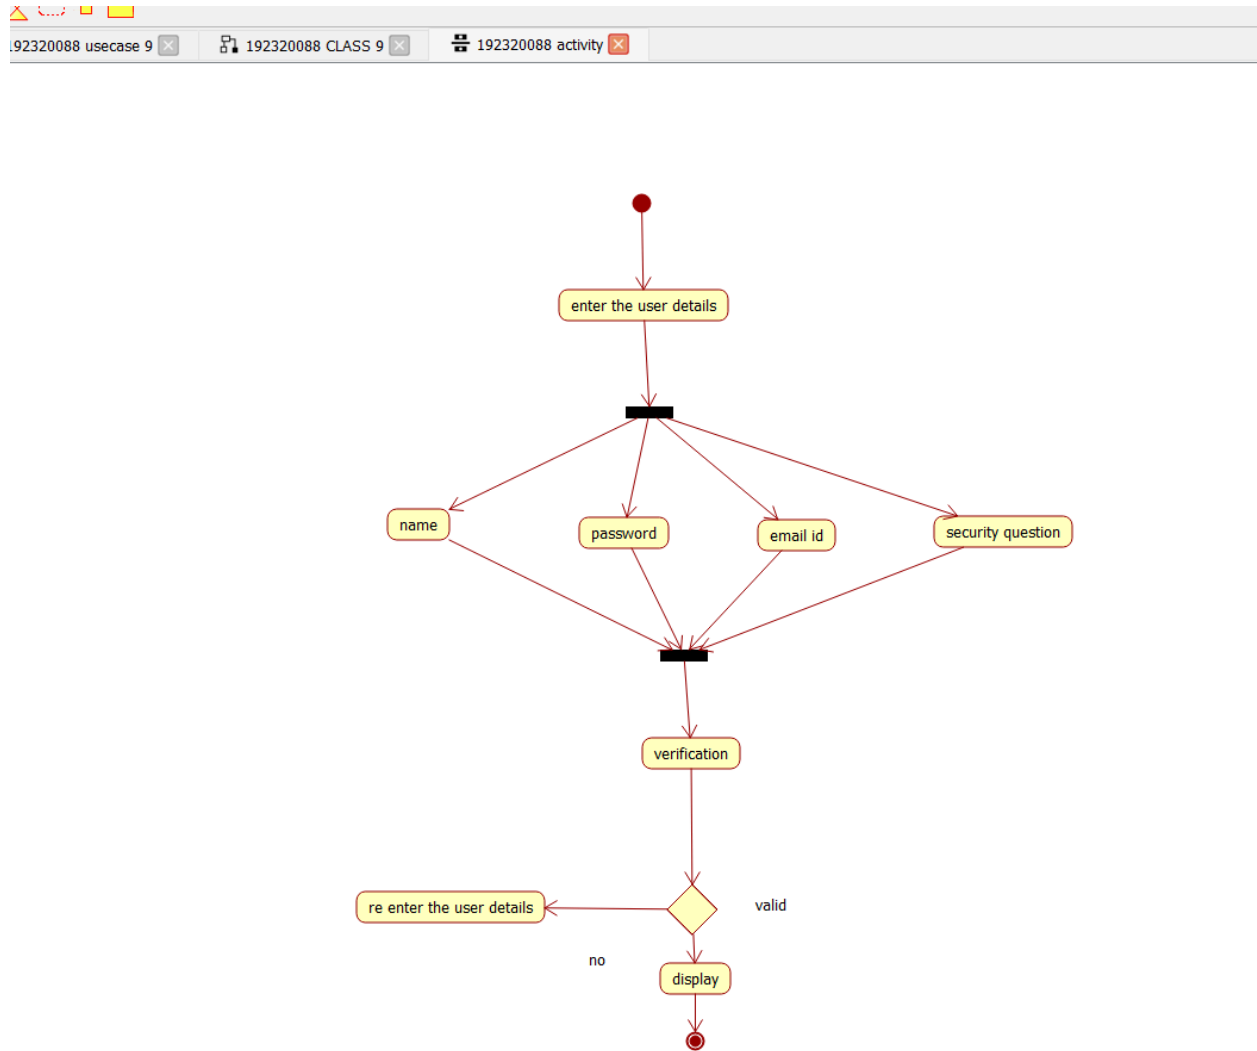 192320088 usecase 9
192320088 CLASS 9
192320088 activity
enter the user details
name
password
email id
security question
verification
re enter the user details
valid
no
display